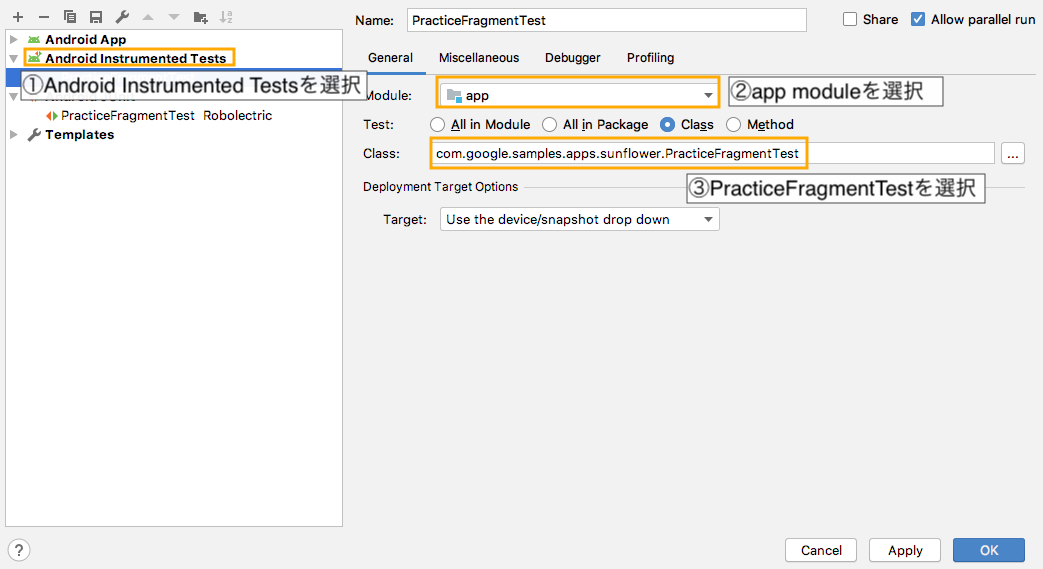 Name: PracticeFragmentTest Share Allow parallel run
Android App
Android Instrumented Tests
General Miscellaneous Debugger Profiling
①Android Instrumented Testsを選択
Module: app
②app moduleを選択
PracticeFragmentTest Robolectric
Test: All in Module All in Package Class Method
Templates
Class: com.google.samples.apps.sunflower.PracticeFragmentTest ...
③PracticeFragmentTestを選択
Deployment Target Options
Target: Use the device/snapshot drop down
? Cancel Apply OK